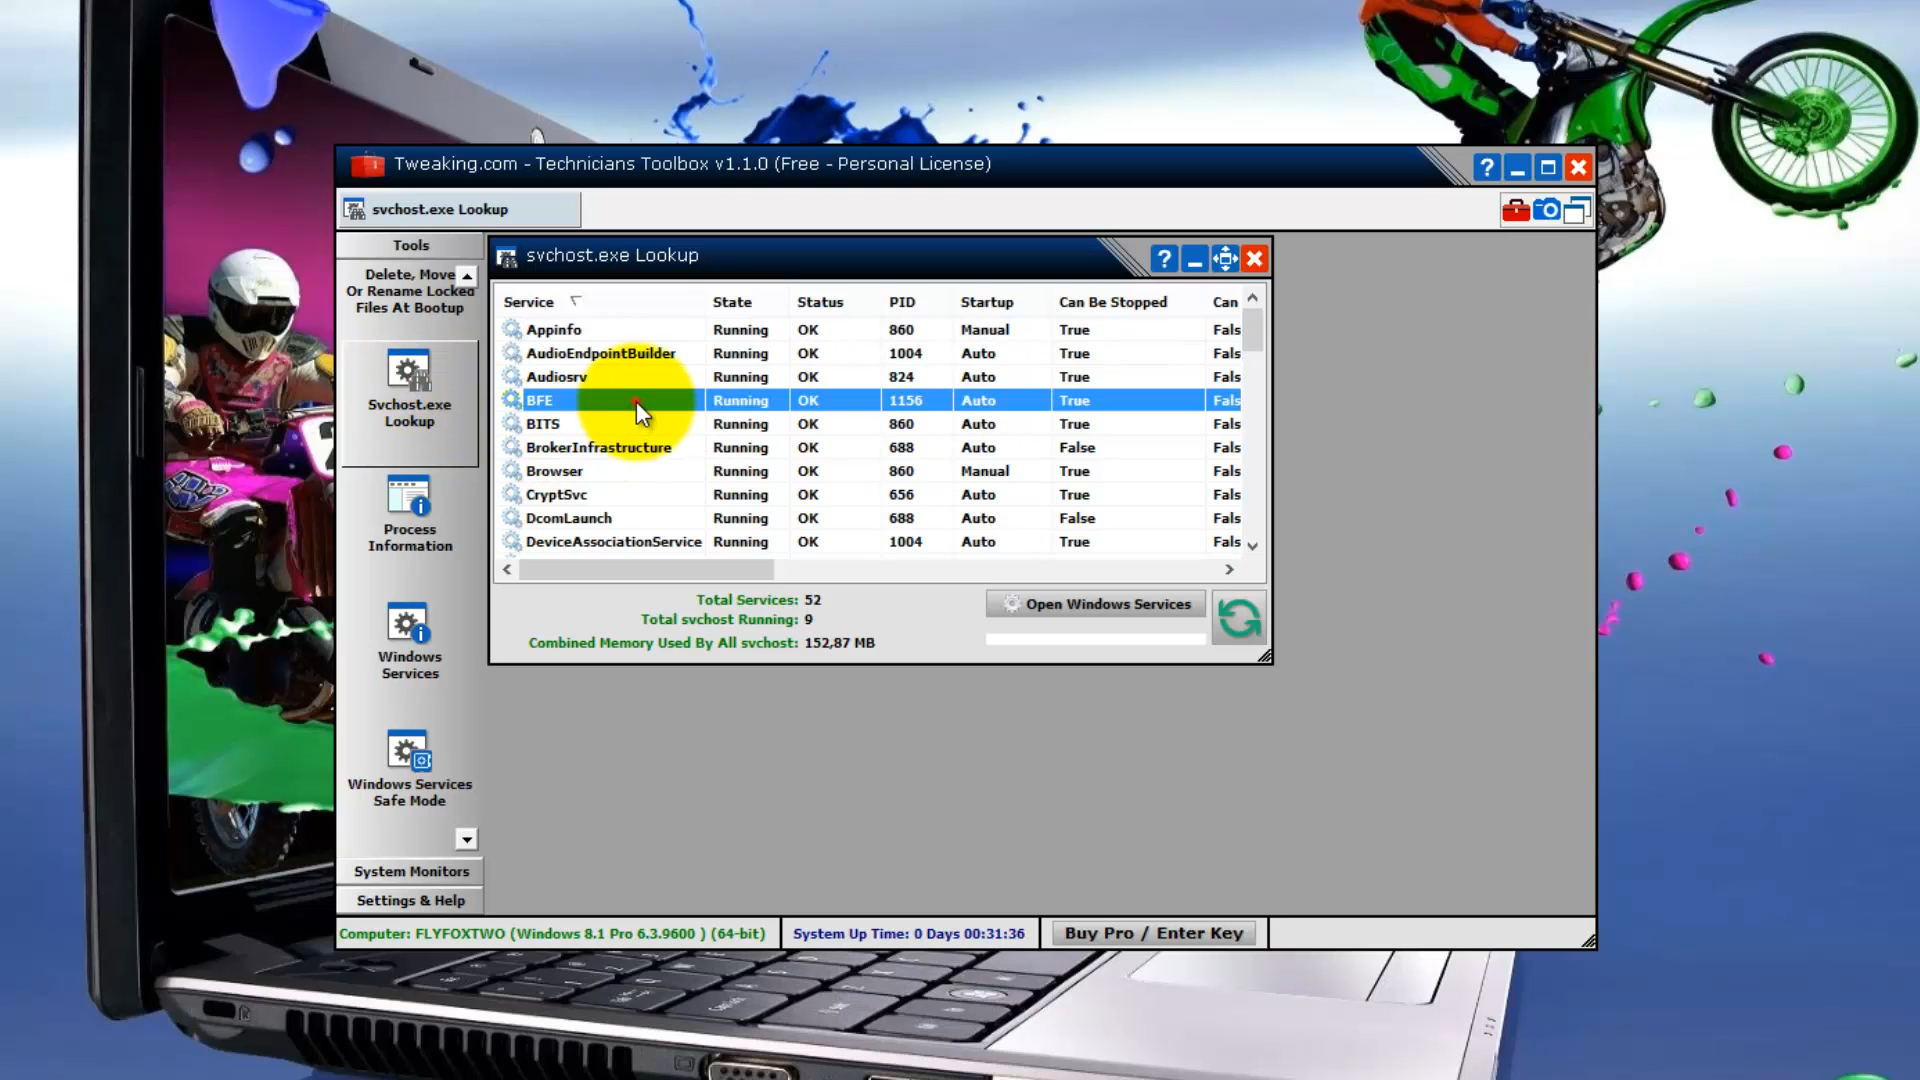 Tweaking.com - Technicians Toolbox v1.1.0 (Free - Personal License)
svchost.exe Lookup
Tools
Delete, Move
Or Rename Locked
Files At Bootup
Svchost.exe
Lookup
Process
Information
Windows
Services
Windows Services
Safe Mode
System Monitors
Settings & Help
svchost.exe Lookup
Service State Status PID Startup Can Be Stopped Can
Appinfo Running OK 860 Manual True Fals
AudioEndpointBuilder Running OK 1004 Auto True Fals
Audiosrv Running OK 824 Auto True Fals
BFE Running OK 1156 Auto True Fals
BITS Running OK 860 Auto True Fals
BrokerInfrastructure Running OK 688 Auto False Fals
Browser Running OK 860 Manual True Fals
CryptSvc Running OK 656 Auto True Fals
DcomLaunch Running OK 688 Auto False Fals
DeviceAssociationService Running OK 1004 Auto True Fals
Total Services: 52
Total svchost Running: 9
Combined Memory Used By All svchost: 152,87 MB
Open Windows Services
Computer: FLYFOXTWO (Windows 8.1 Pro 6.3.9600 ) (64-bit)
System Up Time: 0 Days 00:31:36
Buy Pro / Enter Key